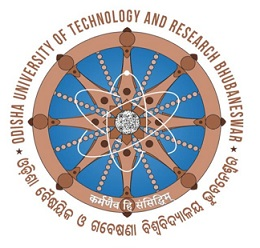 ODISHA UNIVERSITY OF TECHNOLOGY AND RESEARCH BHUBANESWAR
कर्मणैव हि संसिद्धिम्
ଓଡ଼ିଶା ବୈଷୟିକ ଓ ଗବେଷଣା ବିଶ୍ୱବିଦ୍ୟାଳୟ ଭୁବନେଶ୍ୱର